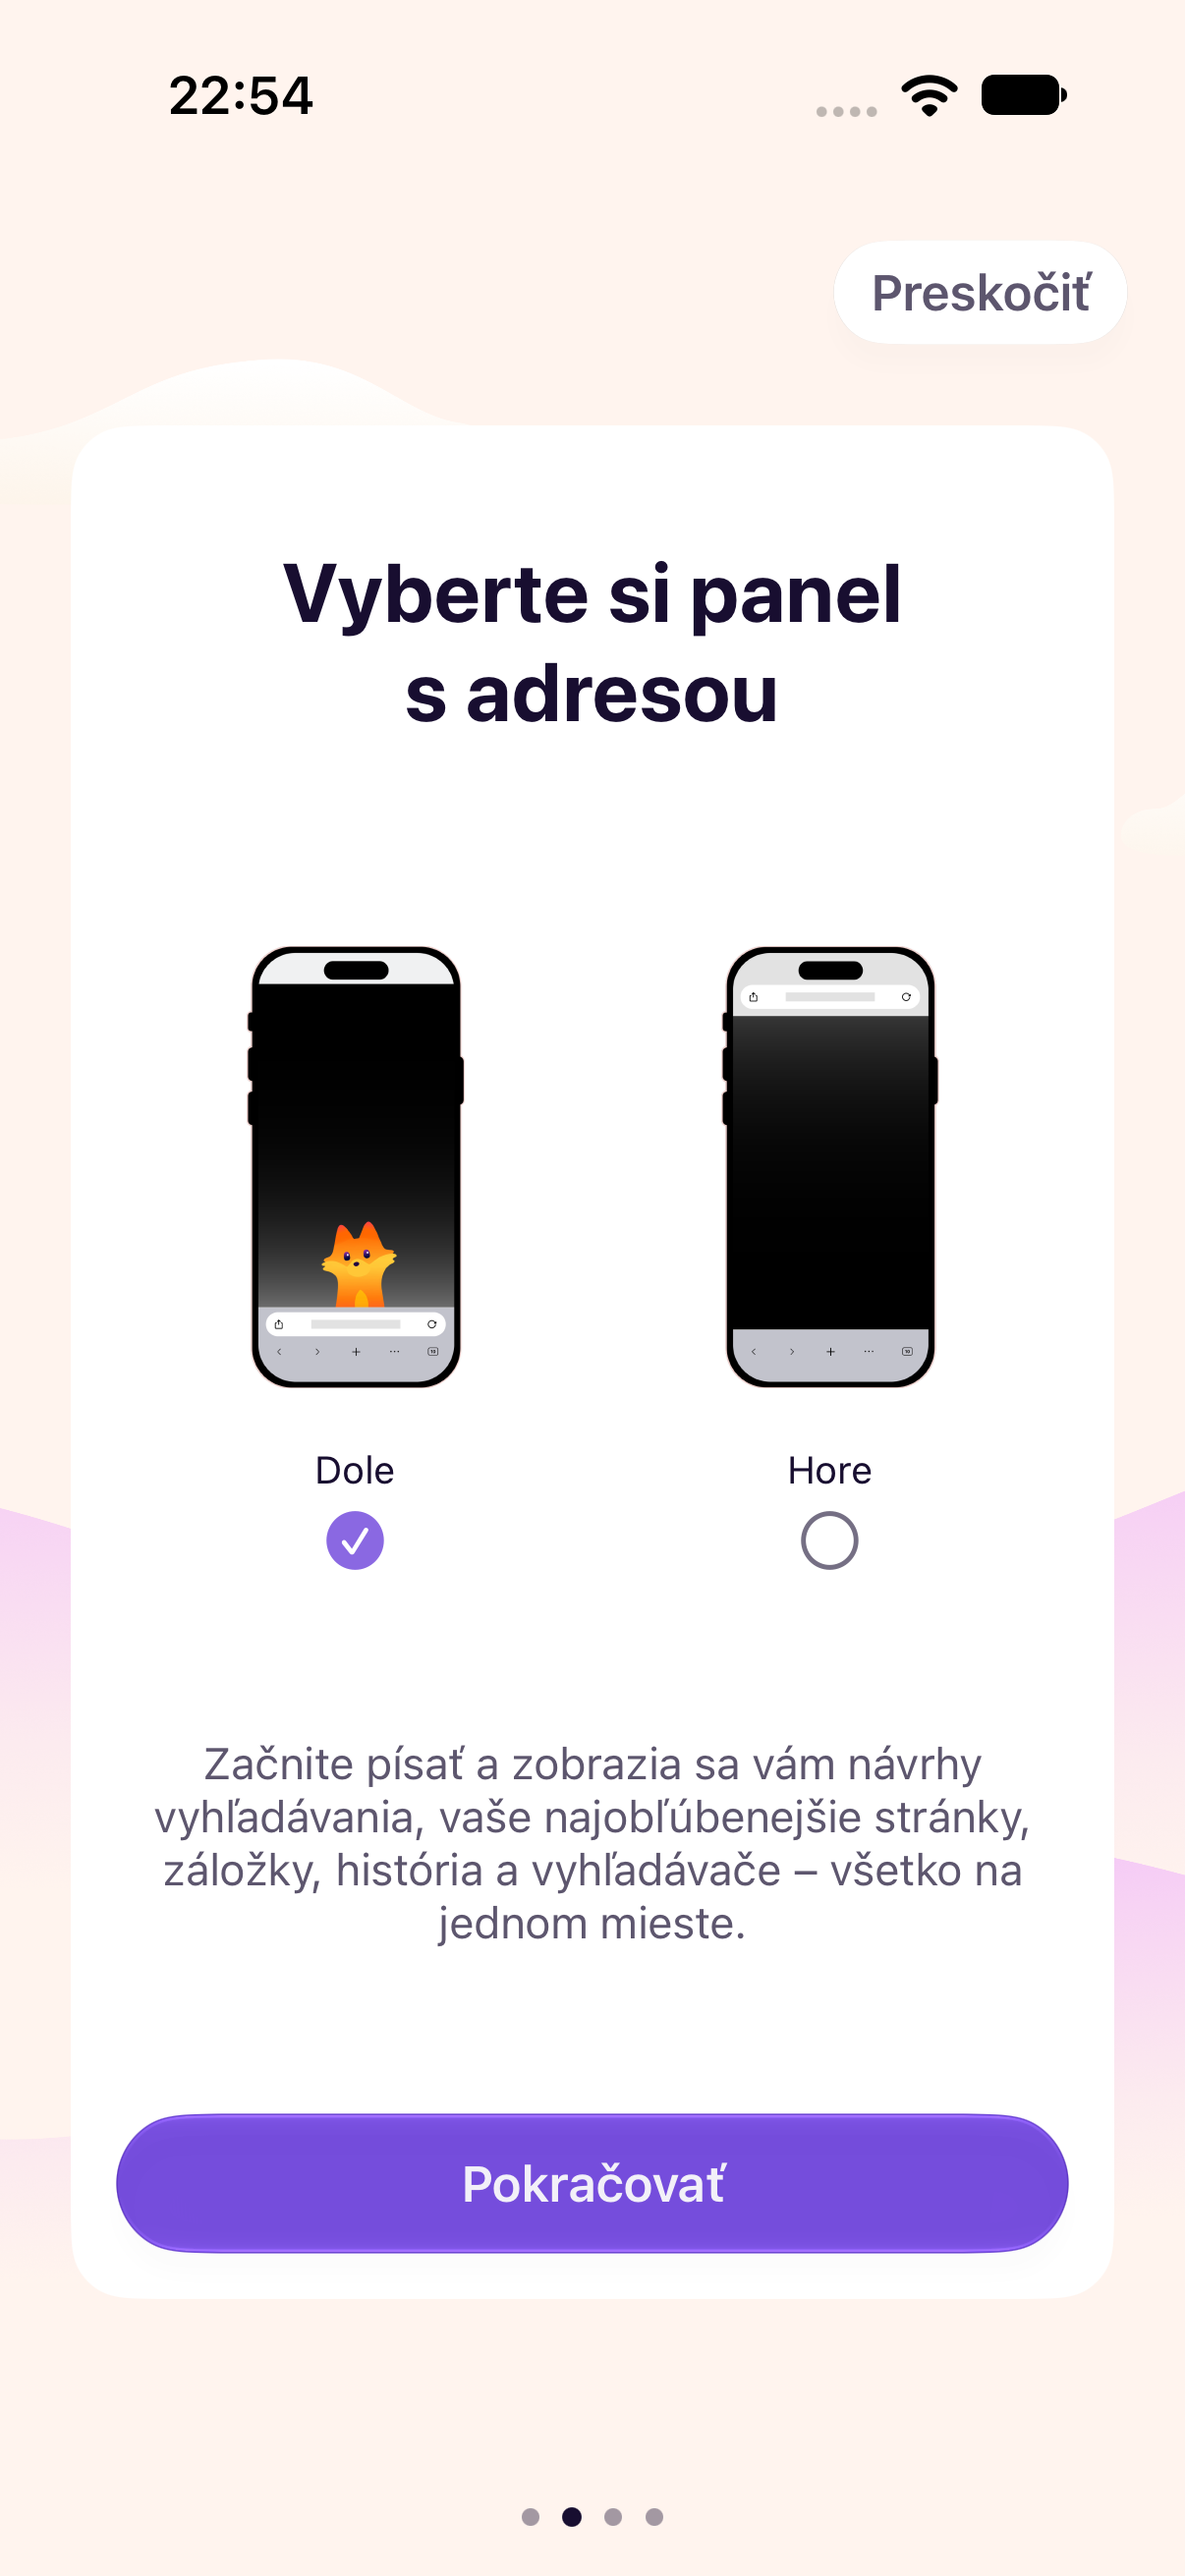 22:54
Preskočiť
Vyberte si panel
s adresou
Dole
Hore
Začnite písať a zobrazia sa vám návrhy
vyhľadávania, vaše najobľúbenejšie stránky,
záložky, história a vyhľadávače – všetko na
jednom mieste.
Pokračovať